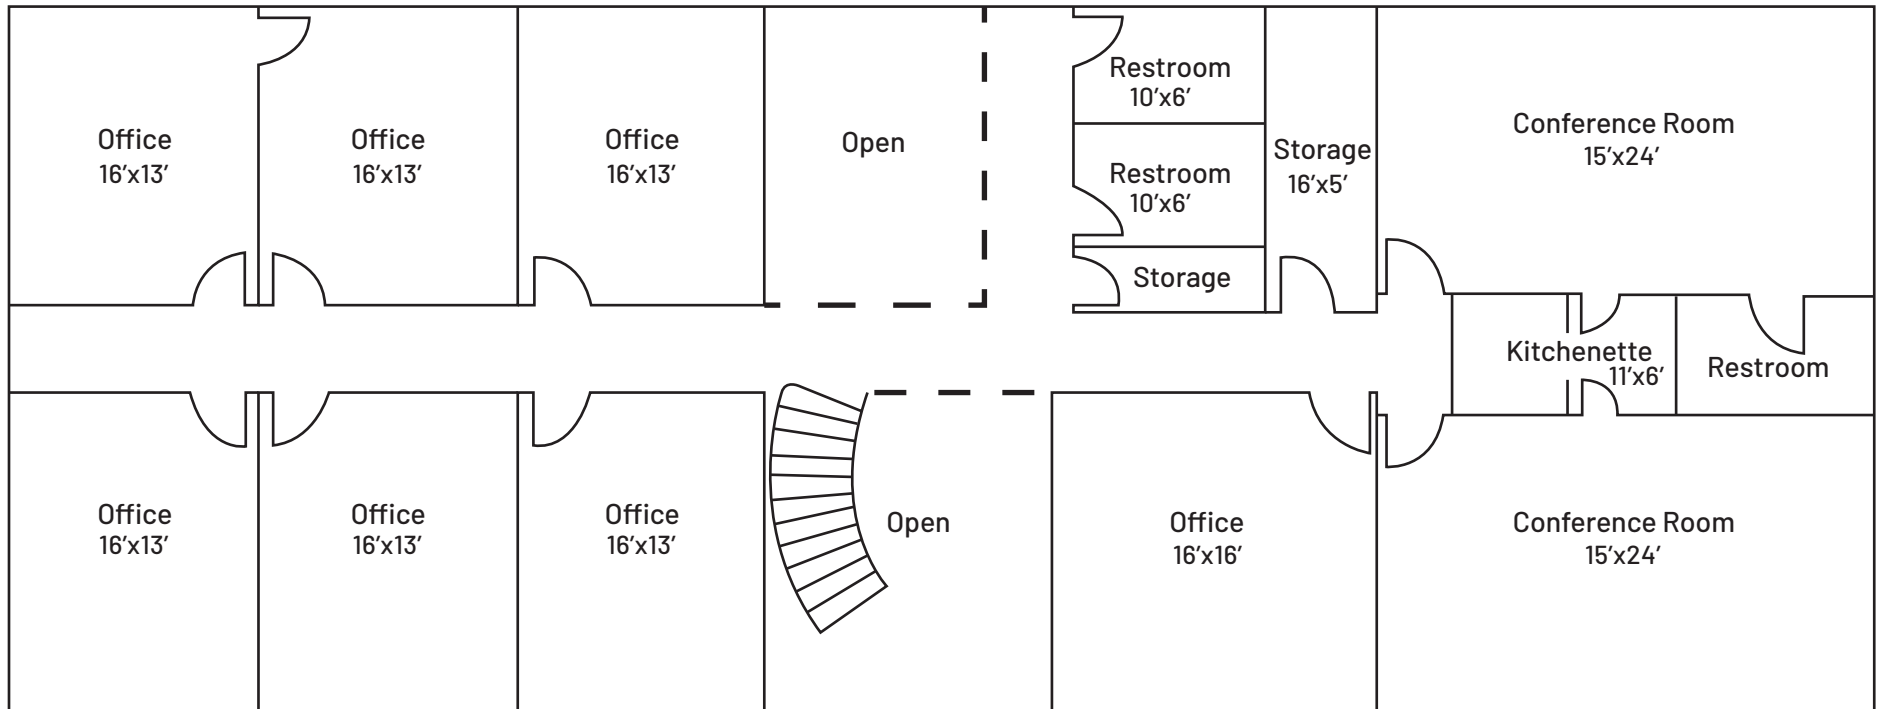 Office
16′x13′
Office
16′x13′
Office
16′x13′
Open
Restroom
10′x6′
Restroom
10′x6′
Storage
Storage
16′x5′
Conference Room
15′x24′
Kitchenette
11′x6′
Restroom
Office
16′x13′
Office
16′x13′
Office
16′x13′
Open
Office
16′x16′
Conference Room
15′x24′